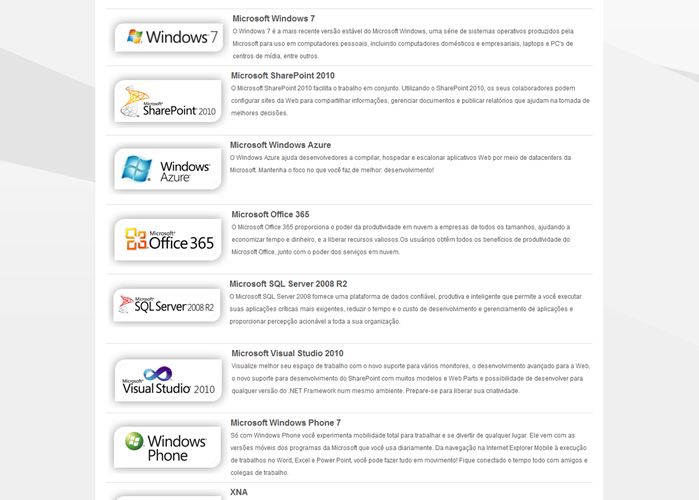 Microsoft Windows 7
Windows 7
O Windows 7 é a mais recente versão estável do Microsoft Windows, uma série de sistemas operativos produzidos pela
Microsoft para uso em computadores pessoais, incluindo computadores domésticos e empresariais, laptops e PC's de
centros de mídia, entre outros.
Microsoft SharePoint 2010
Microsoft
SharePoint 2010
O Microsoft SharePoint 2010 facilita o trabalho em conjunto. Utilizando o SharePoint 2010, os seus colaboradores podem
configurar sites da Web para compartilhar informações, gerenciar documentos e publicar relatórios que ajudam na tomada de
melhores decisões.
Microsoft Windows Azure
Windows
Azure
O Windows Azure ajuda desenvolvedores a compilar, hospedar e escalonar aplicativos Web por meio de datacenters da
Microsoft. Mantenha o foco no que você faz de melhor: desenvolvimento!
Microsoft Office 365
Microsoft
Office 365
O Microsoft Office 365 proporciona o poder da produtividade em nuvem a empresas de todos os tamanhos, ajudando a
economizar tempo e dinheiro, e a liberar recursos valiosos.Os usuários obtêm todos os benefícios de produtividade do
Microsoft Office, junto com o poder dos serviços em nuvem.
Microsoft SQL Server 2008 R2
Microsoft
SQL Server 2008 R2
O Microsoft SQL Server 2008 fornece uma plataforma de dados confiável, produtiva e inteligente que permite a você executar
suas aplicações críticas mais exigentes, reduzir o tempo e o custo de desenvolvimento e gerenciamento de aplicações e
proporcionar percepção acionável a toda a sua organização.
Microsoft Visual Studio 2010
Microsoft
Visual Studio 2010
Visualize melhor seu espaço de trabalho com o novo suporte para vários monitores, o desenvolvimento avançado para a Web,
o novo suporte para desenvolvimento do SharePoint com muitos modelos e Web Parts e possibilidade de desenvolver para
qualquer versão do .NET Framework num mesmo ambiente. Prepare-se para liberar sua criatividade.
Microsoft Windows Phone 7
Windows
Phone
Só com Windows Phone você experimenta mobilidade total para trabalhar e se divertir de qualquer lugar. Ele vem com as
versões móveis dos programas da Microsoft que você usa diariamente. Da navegação na Internet Explorer Mobile à execução
de trabalhos no Word, Excel e Power Point, você pode fazer tudo em movimento! Fique conectado o tempo todo com amigos e
colegas de trabalho.
XNA